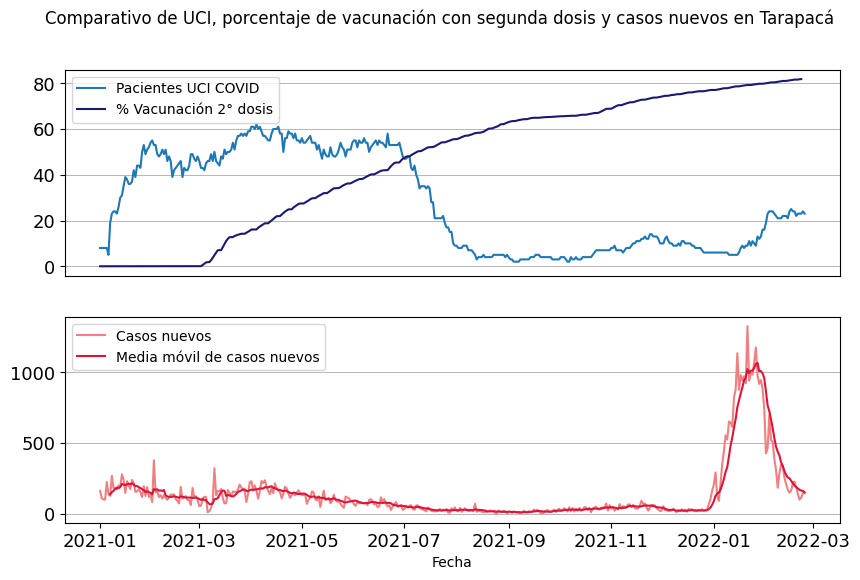 Comparativo de UCI, porcentaje de vacunación con segunda dosis y casos nuevos en Tarapacá
80
60
40
20
0
Pacientes UCI COVID
% Vacunación 2° dosis
1000
500
0
Casos nuevos
Media móvil de casos nuevos
2021-01 2021-03 2021-05 2021-07 2021-09 2021-11 2022-01 2022-03
Fecha